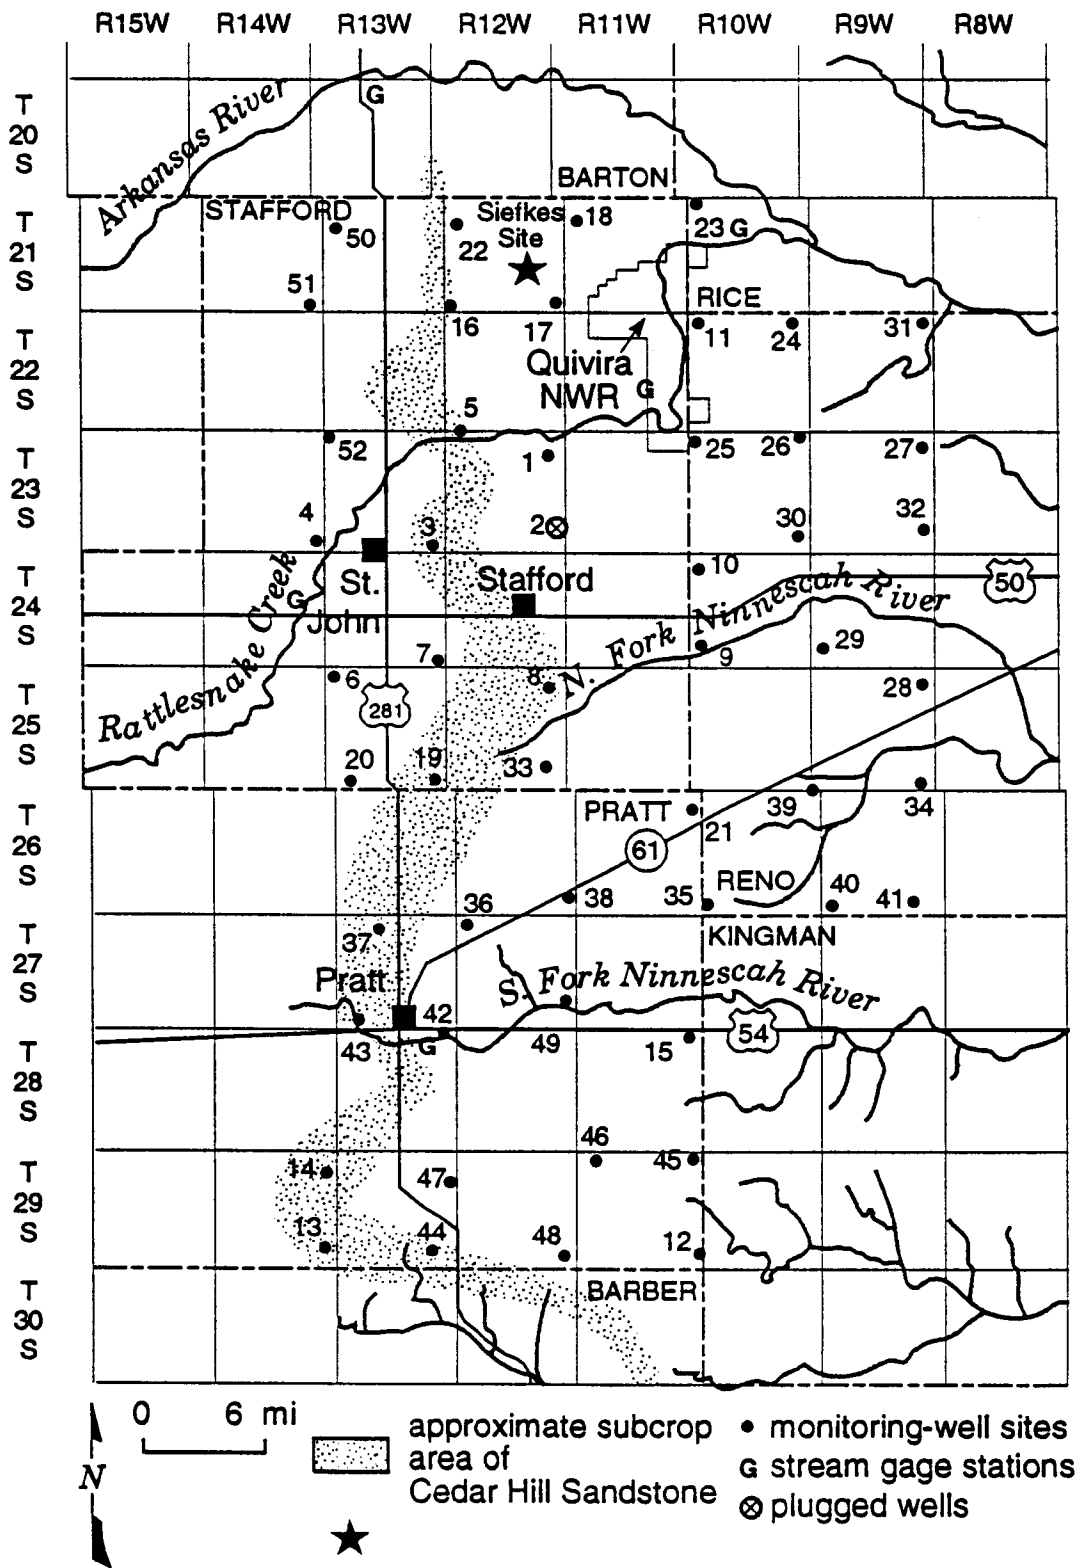 R15W R14W R13W R12W R11W R10W R9W R8W
T
20
S
Arkansas River
G
BARTON
T
21
S
STAFFORD
50
22
Siefkes
Site
18
23 G
51
16
17
RICE
11
24
31
T
22
S
Quivira
NWR
G
5
52
1
25
26
27
T
23
S
4
3
2
30
32
10
T
24
S
St.
John
Stafford
G
50
Rattlesnake Creek
N. Fork Ninnescah River
7
9
29
T
25
S
6
281
8
28
20
19
33
39
34
T
26
S
PRATT
21
61
RENO
36
38
35
40
41
T
27
S
37
KINGMAN
Pratt
S. Fork Ninnescah River
42
43
G
49
15
54
T
28
S
46
45
T
29
S
14
47
13
44
48
12
T
30
S
BARBER
0 6 mi
N
approximate subcrop
area of
Cedar Hill Sandstone
monitoring-well sites
G stream gage stations
plugged wells